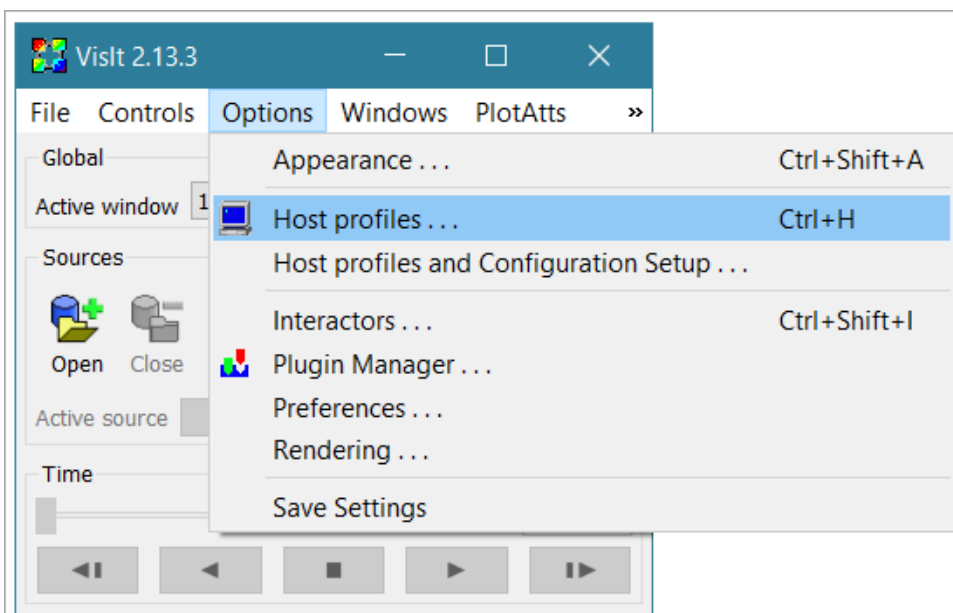 VisIt 2.13.3
File Controls Options Windows PlotAtts »
Global
Active window 1
Sources
Open Close
Active source
Time
Appearance . . . Ctrl+Shift+A
Host profiles . . . Ctrl+H
Host profiles and Configuration Setup . . .
Interactors . . . Ctrl+Shift+I
Plugin Manager . . .
Preferences . . .
Rendering . . .
Save Settings